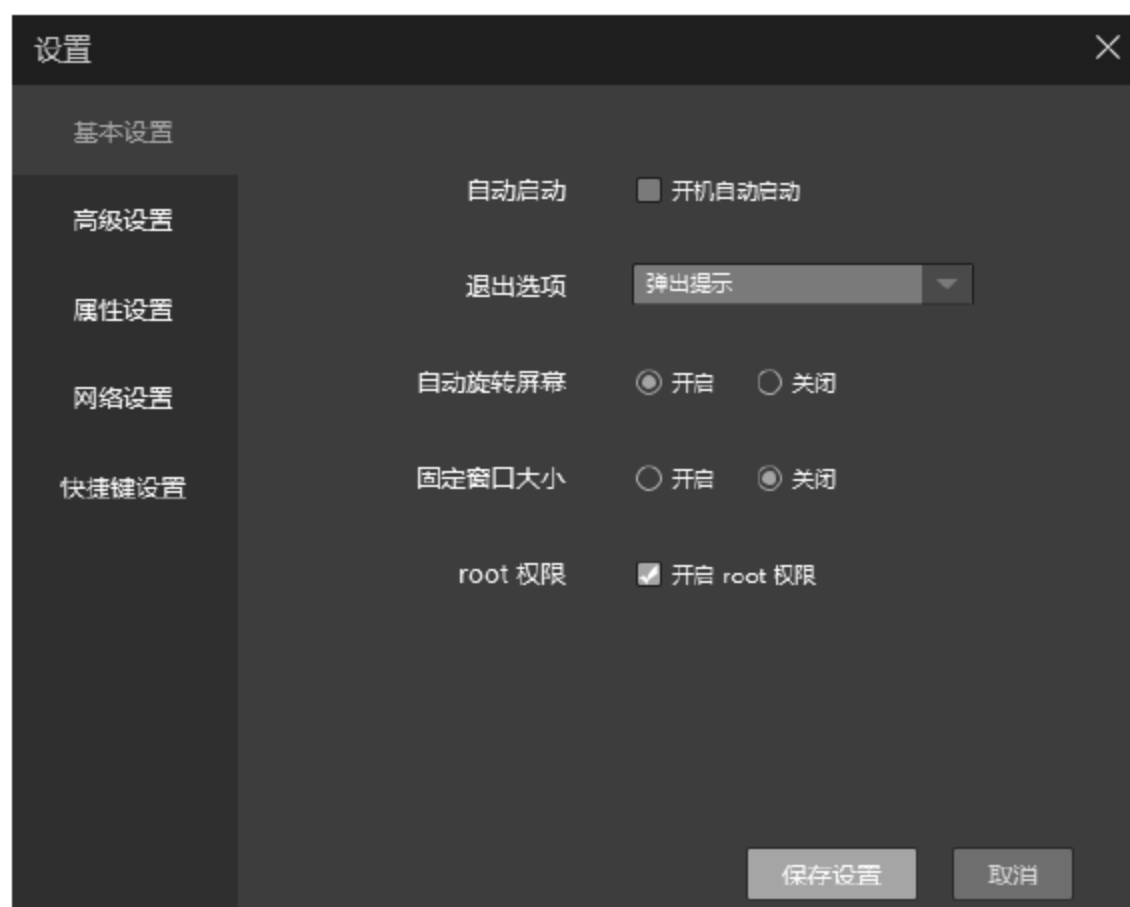 设置
基本设置
高级设置
属性设置
网络设置
快捷键设置
自动启动 开机自动启动
退出选项 弹出提示
自动旋转屏幕 开启 关闭
固定窗口大小 开启 关闭
root 权限 开启 root 权限
保存设置 取消